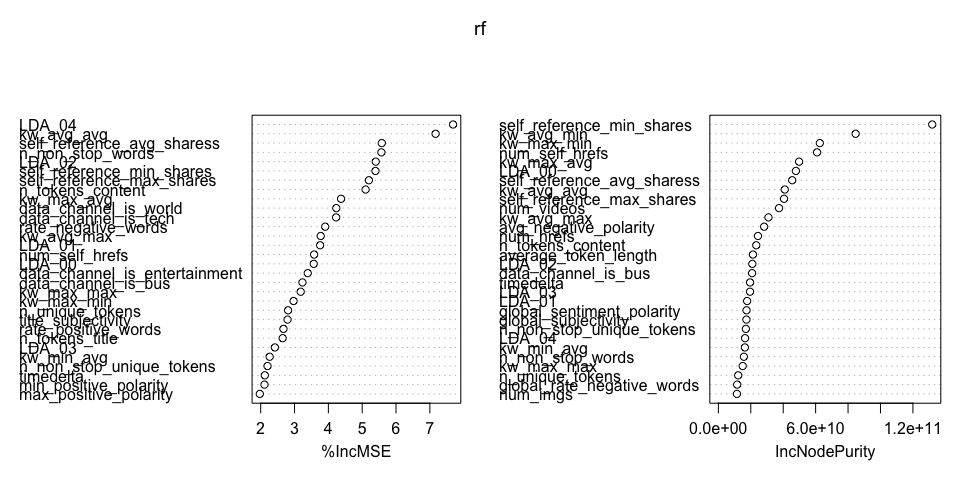 rf
LDA_04
kw_avg_avg
self_reference_avg_sharess
n_non_stop_words
LDA_02
self_reference_min_shares
self_reference_max_shares
n_tokens_content
kw_max_avg
data_channel_is_world
data_channel_is_tech
rate_negative_words
kw_avg_max
LDA_01
num_self_hrefs
LDA_00
data_channel_is_entertainment
data_channel_is_bus
kw_max_max
kw_max_min
n_unique_tokens
title_subjectivity
rate_positive_words
n_tokens_title
LDA_03
kw_min_avg
n_non_stop_unique_tokens
timedelta
min_positive_polarity
max_positive_polarity
2 3 4 5 6 7
%IncMSE
self_reference_min_shares
kw_avg_min
kw_max_min
num_self_hrefs
kw_max_avg
LDA_00
self_reference_avg_sharess
kw_avg_avg
self_reference_max_shares
num_videos
kw_avg_max
avg_negative_polarity
num_hrefs
n_tokens_content
average_token_length
LDA_02
data_channel_is_bus
timedelta
LDA_03
LDA_01
global_sentiment_polarity
global_subjectivity
n_non_stop_unique_tokens
LDA_04
kw_min_avg
n_non_stop_words
kw_max_max
n_unique_tokens
global_rate_negative_words
num_imgs
0.0e+00 6.0e+10 1.2e+11
IncNodePurity